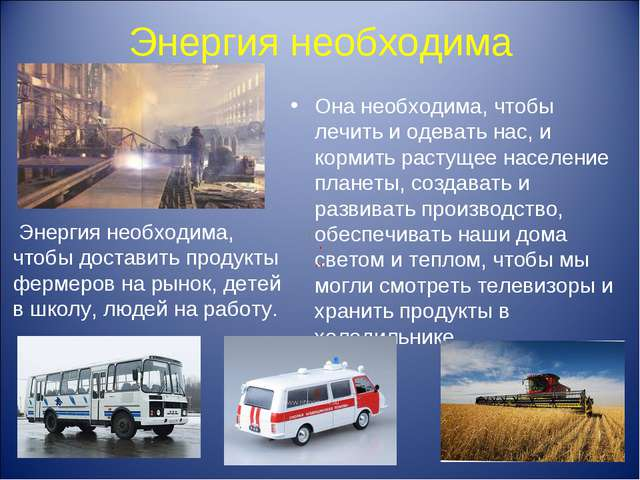 Энергия необходима
• Она необходима, чтобы
лечить и одевать нас, и
кормить растущее население
планеты, создавать и
развивать производство,
обеспечивать наши дома
светом и теплом, чтобы мы
могли смотреть телевизоры и
хранить продукты в
холодильнике
Энергия необходима,
чтобы доставить продукты
фермеров на рынок, детей
в школу, людей на работу.